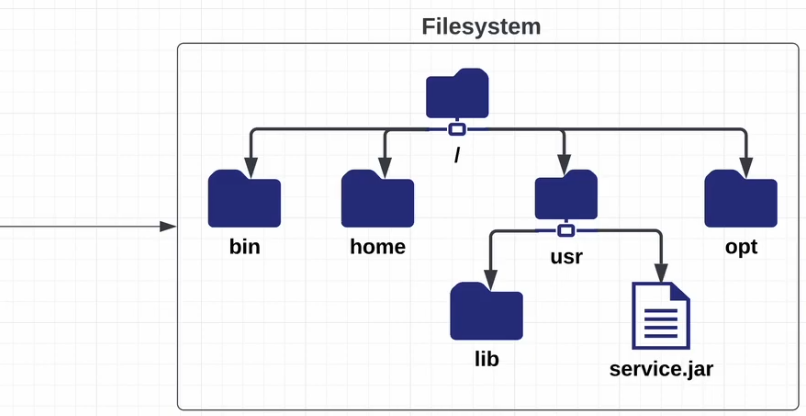 Filesystem
/
bin
home
usr
opt
lib
service.jar